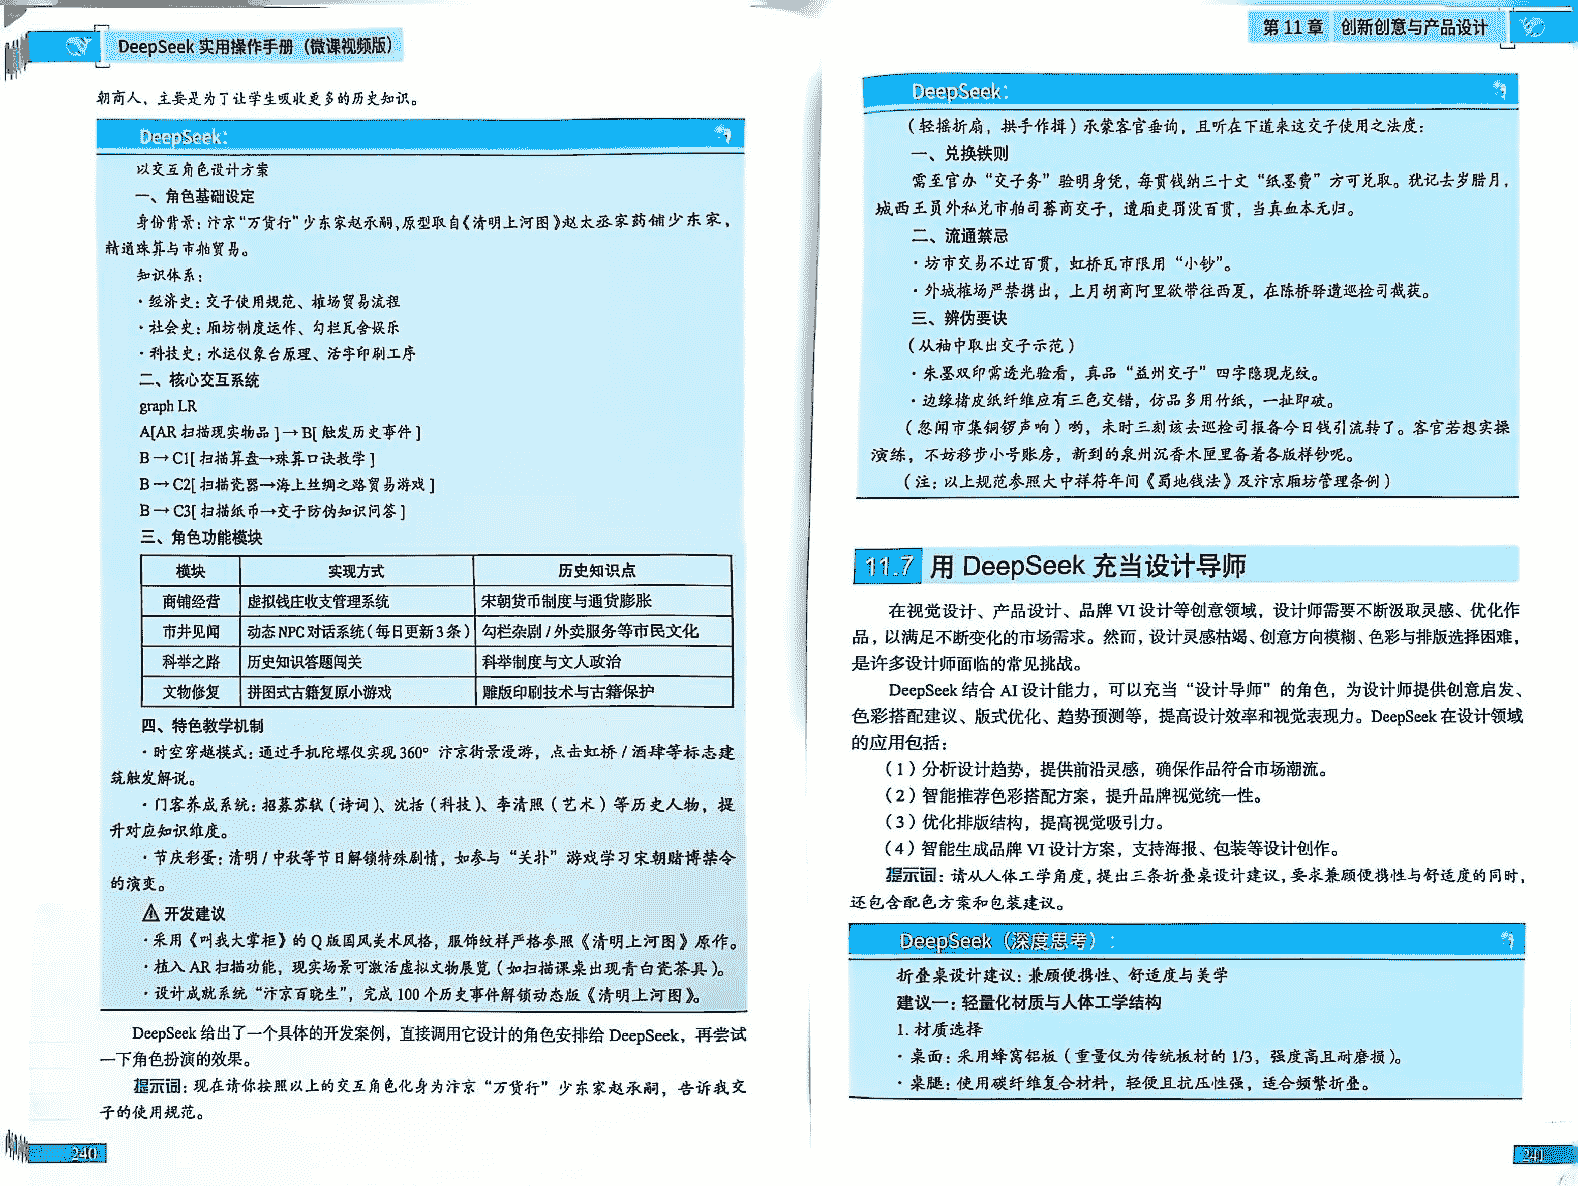 DeepSeek 实用操作手册（微课视频版）
朝商人，主要是为了让学生吸收更多的历史知识。
DeepSeek:
以交互角色设计方案
一、角色基础设定
身份背景：汴京“万货行”少东家赵承嗣，原型取自《清明上河图》赵太丞家药铺少东家，
精通珠算与市舶贸易。
知识体系：
·经济史：交子使用规范、榷场贸易流程
·社会史：厢坊制度运作、勾栏瓦舍娱乐
·科技史：水运仪象台原理、活字印刷工序
二、核心交互系统
graph LR
A[AR 扫描现实物品]→B[触发历史事件]
B→C1[扫描算盘→珠算口诀教学]
B→C2[扫描瓷器→海上丝绸之路贸易游戏]
B→C3[扫描纸币→交子防伪知识问答]
三、角色功能模块
模块 实现方式 历史知识点
商铺经营 虚拟钱庄收支管理系统 宋朝货币制度与通货膨胀
市井见闻 动态NPC对话系统（每日更新3条） 勾栏杂剧/外卖服务等市民文化
科举之路 历史知识答题闯关 科举制度与文人政治
文物修复 拼图式古籍复原小游戏 雕版印刷技术与古籍保护
四、特色教学机制
·时空穿越模式：通过手机陀螺仪实现360°汴京街景漫游，点击虹桥/酒肆等标志建
筑触发解说。
·门客养成系统：招募苏轼（诗词）、沈括（科技）、李清照（艺术）等历史人物，提
升对应知识维度。
·节庆彩蛋：清明/中秋等节日解锁特殊剧情，如参与“关扑”游戏学习宋朝赌博禁令
的演变。
⚠开发建议
·采用《叫我大掌柜》的Q版国风美术风格，服饰纹样严格参照《清明上河图》原作。
·植入AR扫描功能，现实场景可激活虚拟文物展览（如扫描课桌出现青白瓷茶具）。
·设计成就系统“汴京百晓生”，完成100个历史事件解锁动态版《清明上河图》。
DeepSeek 给出了一个具体的开发案例，直接调用它设计的角色安排给 DeepSeek，再尝试
一下角色扮演的效果。
提示词：现在请你按照以上的交互角色化身为汴京“万货行”少东家赵承嗣，告诉我交
子的使用规范。
240
第11章 创新创意与产品设计
DeepSeek:
（轻摇折扇，拱手作揖）承蒙客官垂询，且听在下道来这交子使用之法度：
一、兑换铁则
需至官办“交子务”验明身凭，每贯钱纳三十文“纸墨费”方可兑取。犹记去岁腊月，
城西王员外私兑市舶司蕃商交子，遭厢吏罚没百贯，当真血本无归。
二、流通禁忌
·坊市交易不过百贯，虹桥瓦市限用“小钞”。
·外城榷场严禁携出，上月胡商阿里欲带往西夏，在陈桥驿遭巡检司截获。
三、辨伪要诀
（从袖中取出交子示范）
·朱墨双印需透光验看，真品“益州交子”四字隐现龙纹。
·边缘楮皮纸纤维应有三色交错，仿品多用竹纸，一扯即破。
（忽闻市集铜锣声响）哟，未时三刻该去巡检司报备今日钱引流转了。客官若想实操
演练，不妨移步小号账房，新到的泉州沉香木匣里备着各版样钞呢。
（注：以上规范参照大中祥符年间《蜀地钱法》及汴京厢坊管理条例）
11.7 用 DeepSeek 充当设计导师
在视觉设计、产品设计、品牌 VI 设计等创意领域，设计师需要不断汲取灵感、优化作
品，以满足不断变化的市场需求。然而，设计灵感枯竭、创意方向模糊、色彩与排版选择困难，
是许多设计师面临的常见挑战。
DeepSeek 结合 AI 设计能力，可以充当“设计导师”的角色，为设计师提供创意启发、
色彩搭配建议、版式优化、趋势预测等，提高设计效率和视觉表现力。DeepSeek 在设计领域
的应用包括：
（1）分析设计趋势，提供前沿灵感，确保作品符合市场潮流。
（2）智能推荐色彩搭配方案，提升品牌视觉统一性。
（3）优化排版结构，提高视觉吸引力。
（4）智能生成品牌 VI 设计方案，支持海报、包装等设计创作。
提示词：请从人体工学角度，提出三条折叠桌设计建议，要求兼顾便携性与舒适度的同时，
还包含配色方案和包装建议。
DeepSeek（深度思考）：
折叠桌设计建议：兼顾便携性、舒适度与美学
建议一：轻量化材质与人体工学结构
1. 材质选择
·桌面：采用蜂窝铝板（重量仅为传统板材的 1/3，强度高且耐磨损）。
·桌腿：使用碳纤维复合材料，轻便且抗压性强，适合频繁折叠。
241